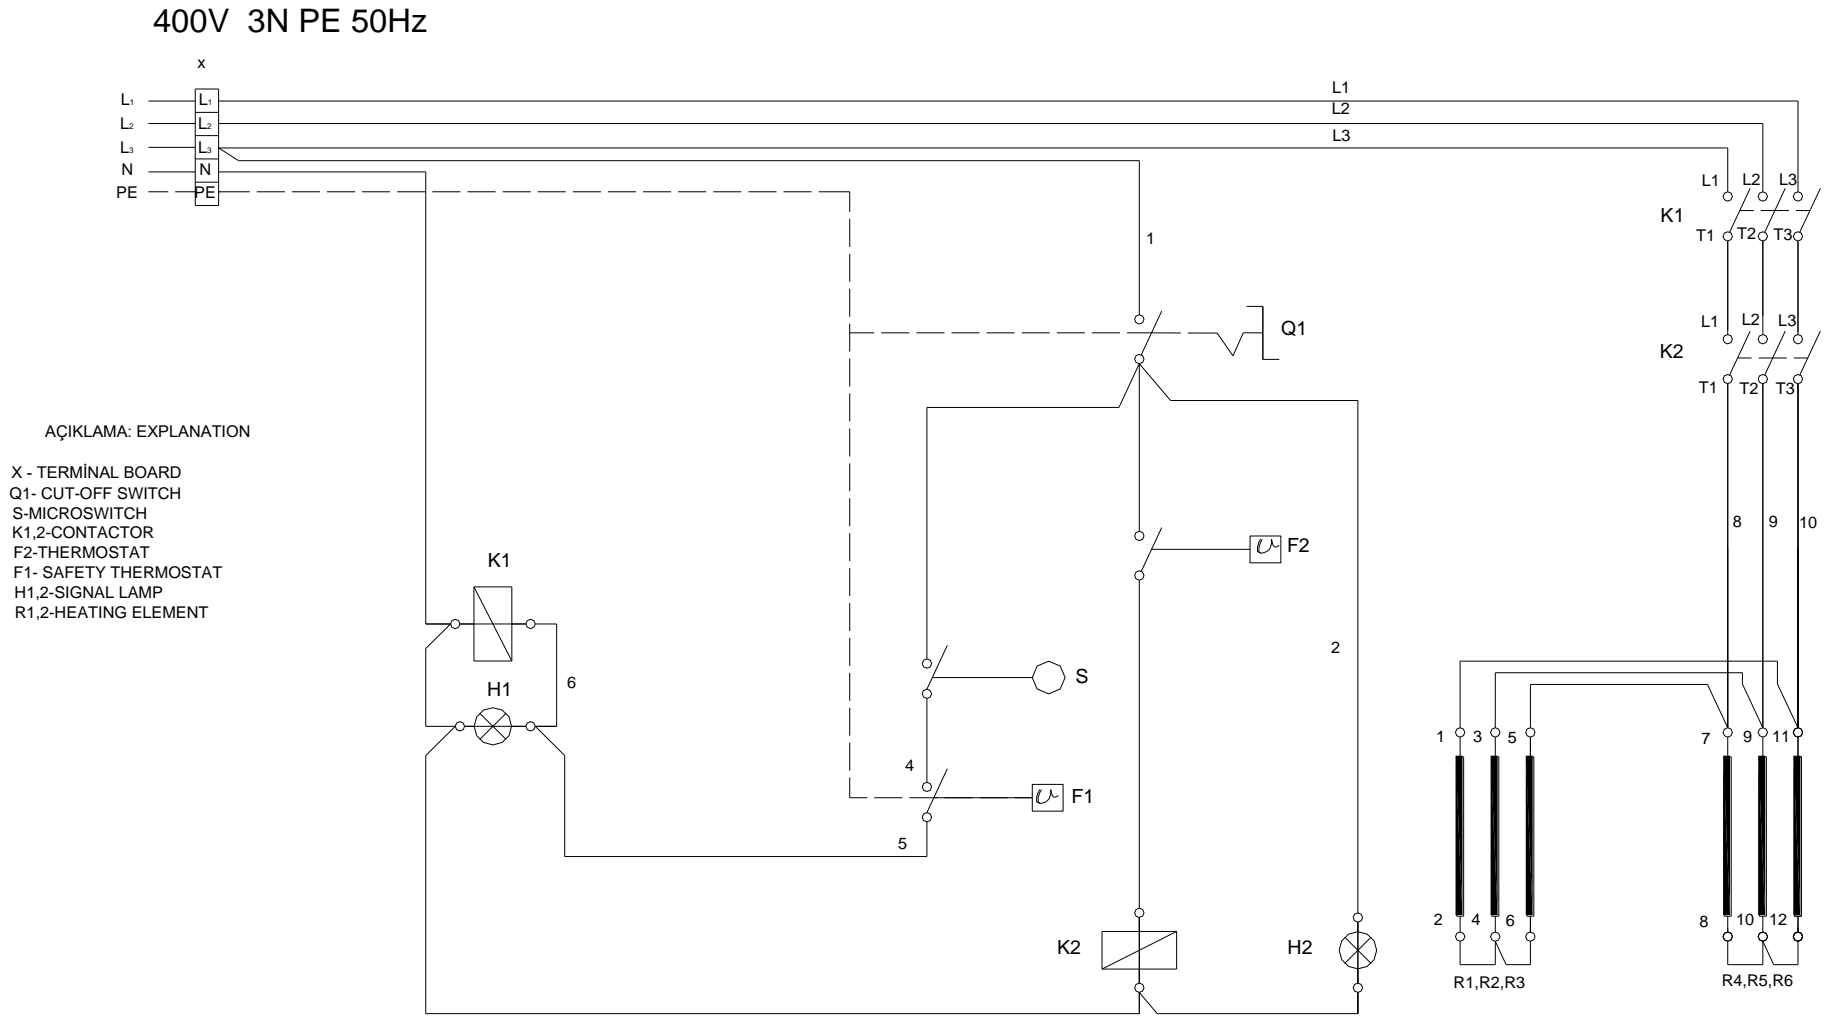 400V 3N PE 50Hz
x
L1 L1 L1
L2 L2 L2
L3 L3 L3
N N
PE PE
L1 L2 L3
K1
T1 T2 T3
1
Q1
L1 L2 L3
K2
T1 T2 T3
AÇIKLAMA: EXPLANATION
X - TERMİNAL BOARD
Q1- CUT-OFF SWITCH
S-MICROSWITCH
K1,2-CONTACTOR
F2-THERMOSTAT
F1- SAFETY THERMOSTAT
H1,2-SIGNAL LAMP
R1,2-HEATING ELEMENT
8 9 10
K1
F2
2
S
6
H1
1 3 5 7 9 11
4
F1
5
2 4 6 8 10 12
K2
H2
R1,R2,R3
R4,R5,R6